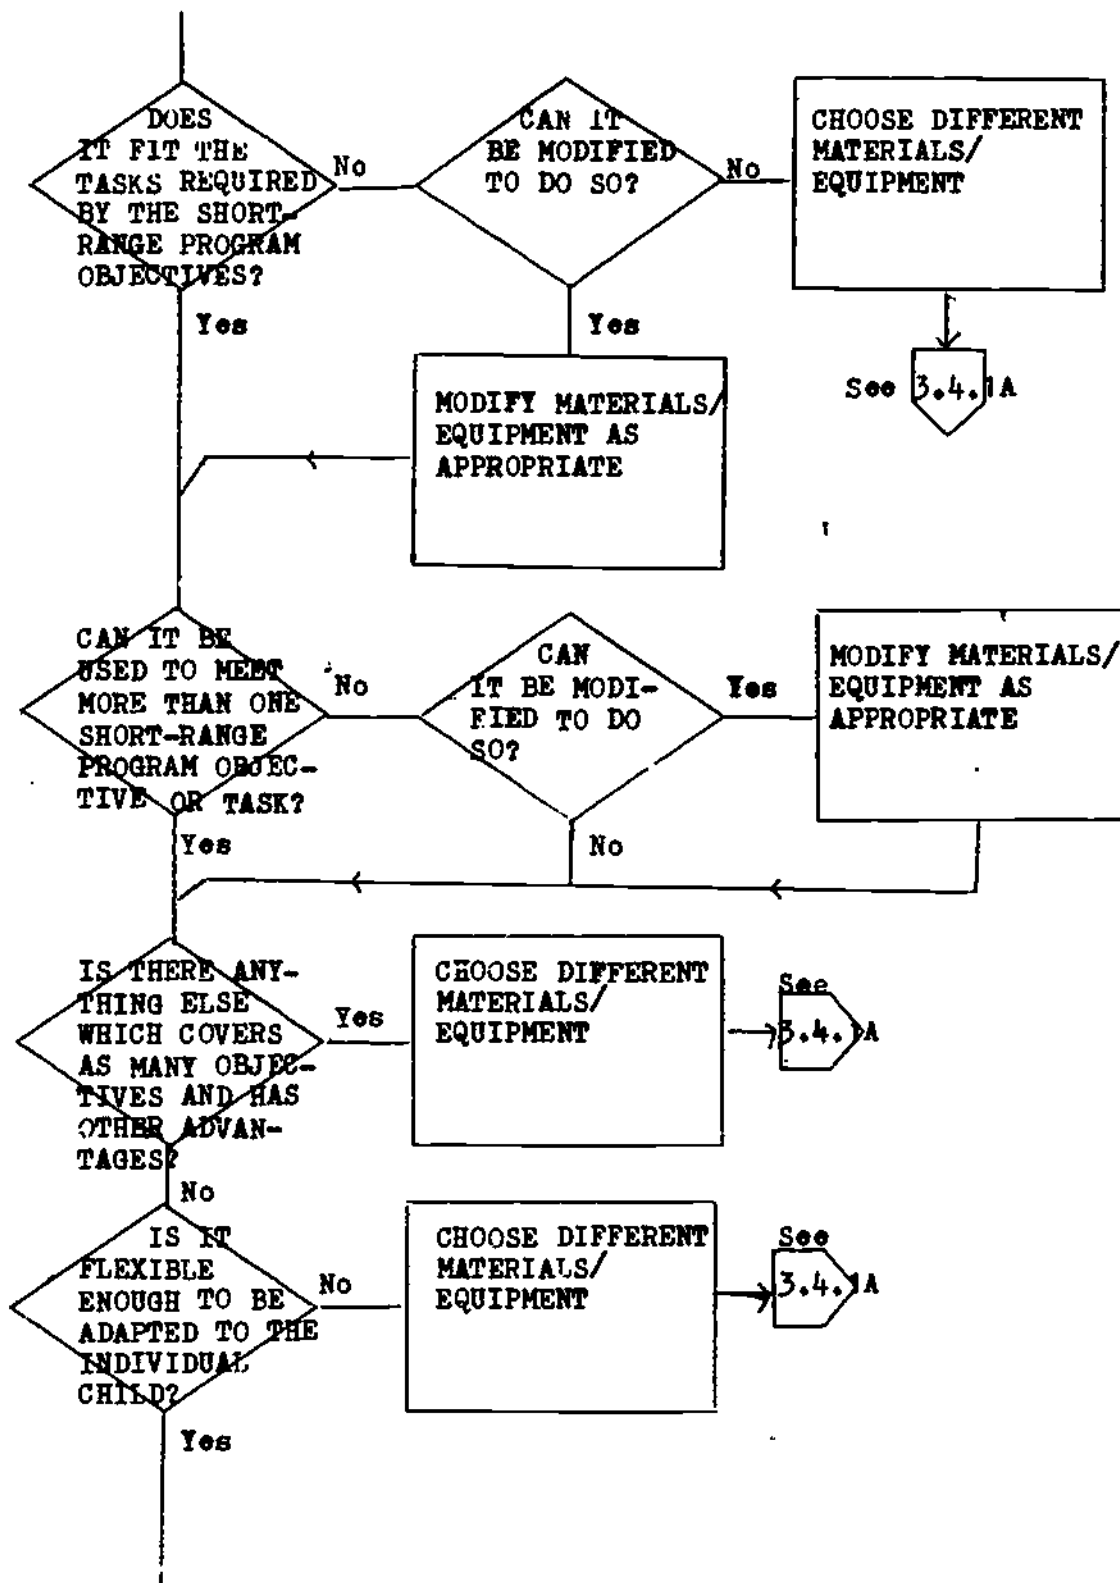 DOES
IT FIT THE
TASKS REQUIRED
BY THE SHORT-
RANGE PROGRAM
OBJECTIVES?
No
CAN IT
BE MODIFIED
TO DO SO?
No
CHOOSE DIFFERENT
MATERIALS/
EQUIPMENT
Yes
Yes
See 3.4.1A
MODIFY MATERIALS/
EQUIPMENT AS
APPROPRIATE
CAN IT BE
USED TO MEET
MORE THAN ONE
SHORT-RANGE
PROGRAM OBJEC-
TIVE OR TASK?
No
CAN
IT BE MODI-
FIED TO DO
SO?
Yes
MODIFY MATERIALS/
EQUIPMENT AS
APPROPRIATE
Yes
No
IS THERE ANY-
THING ELSE
WHICH COVERS
AS MANY OBJEC-
TIVES AND HAS
OTHER ADVAN-
TAGES?
Yes
CHOOSE DIFFERENT
MATERIALS/
EQUIPMENT
See
3.4.1A
No
IS IT
FLEXIBLE
ENOUGH TO BE
ADAPTED TO THE
INDIVIDUAL
CHILD?
No
CHOOSE DIFFERENT
MATERIALS/
EQUIPMENT
See
3.4.1A
Yes